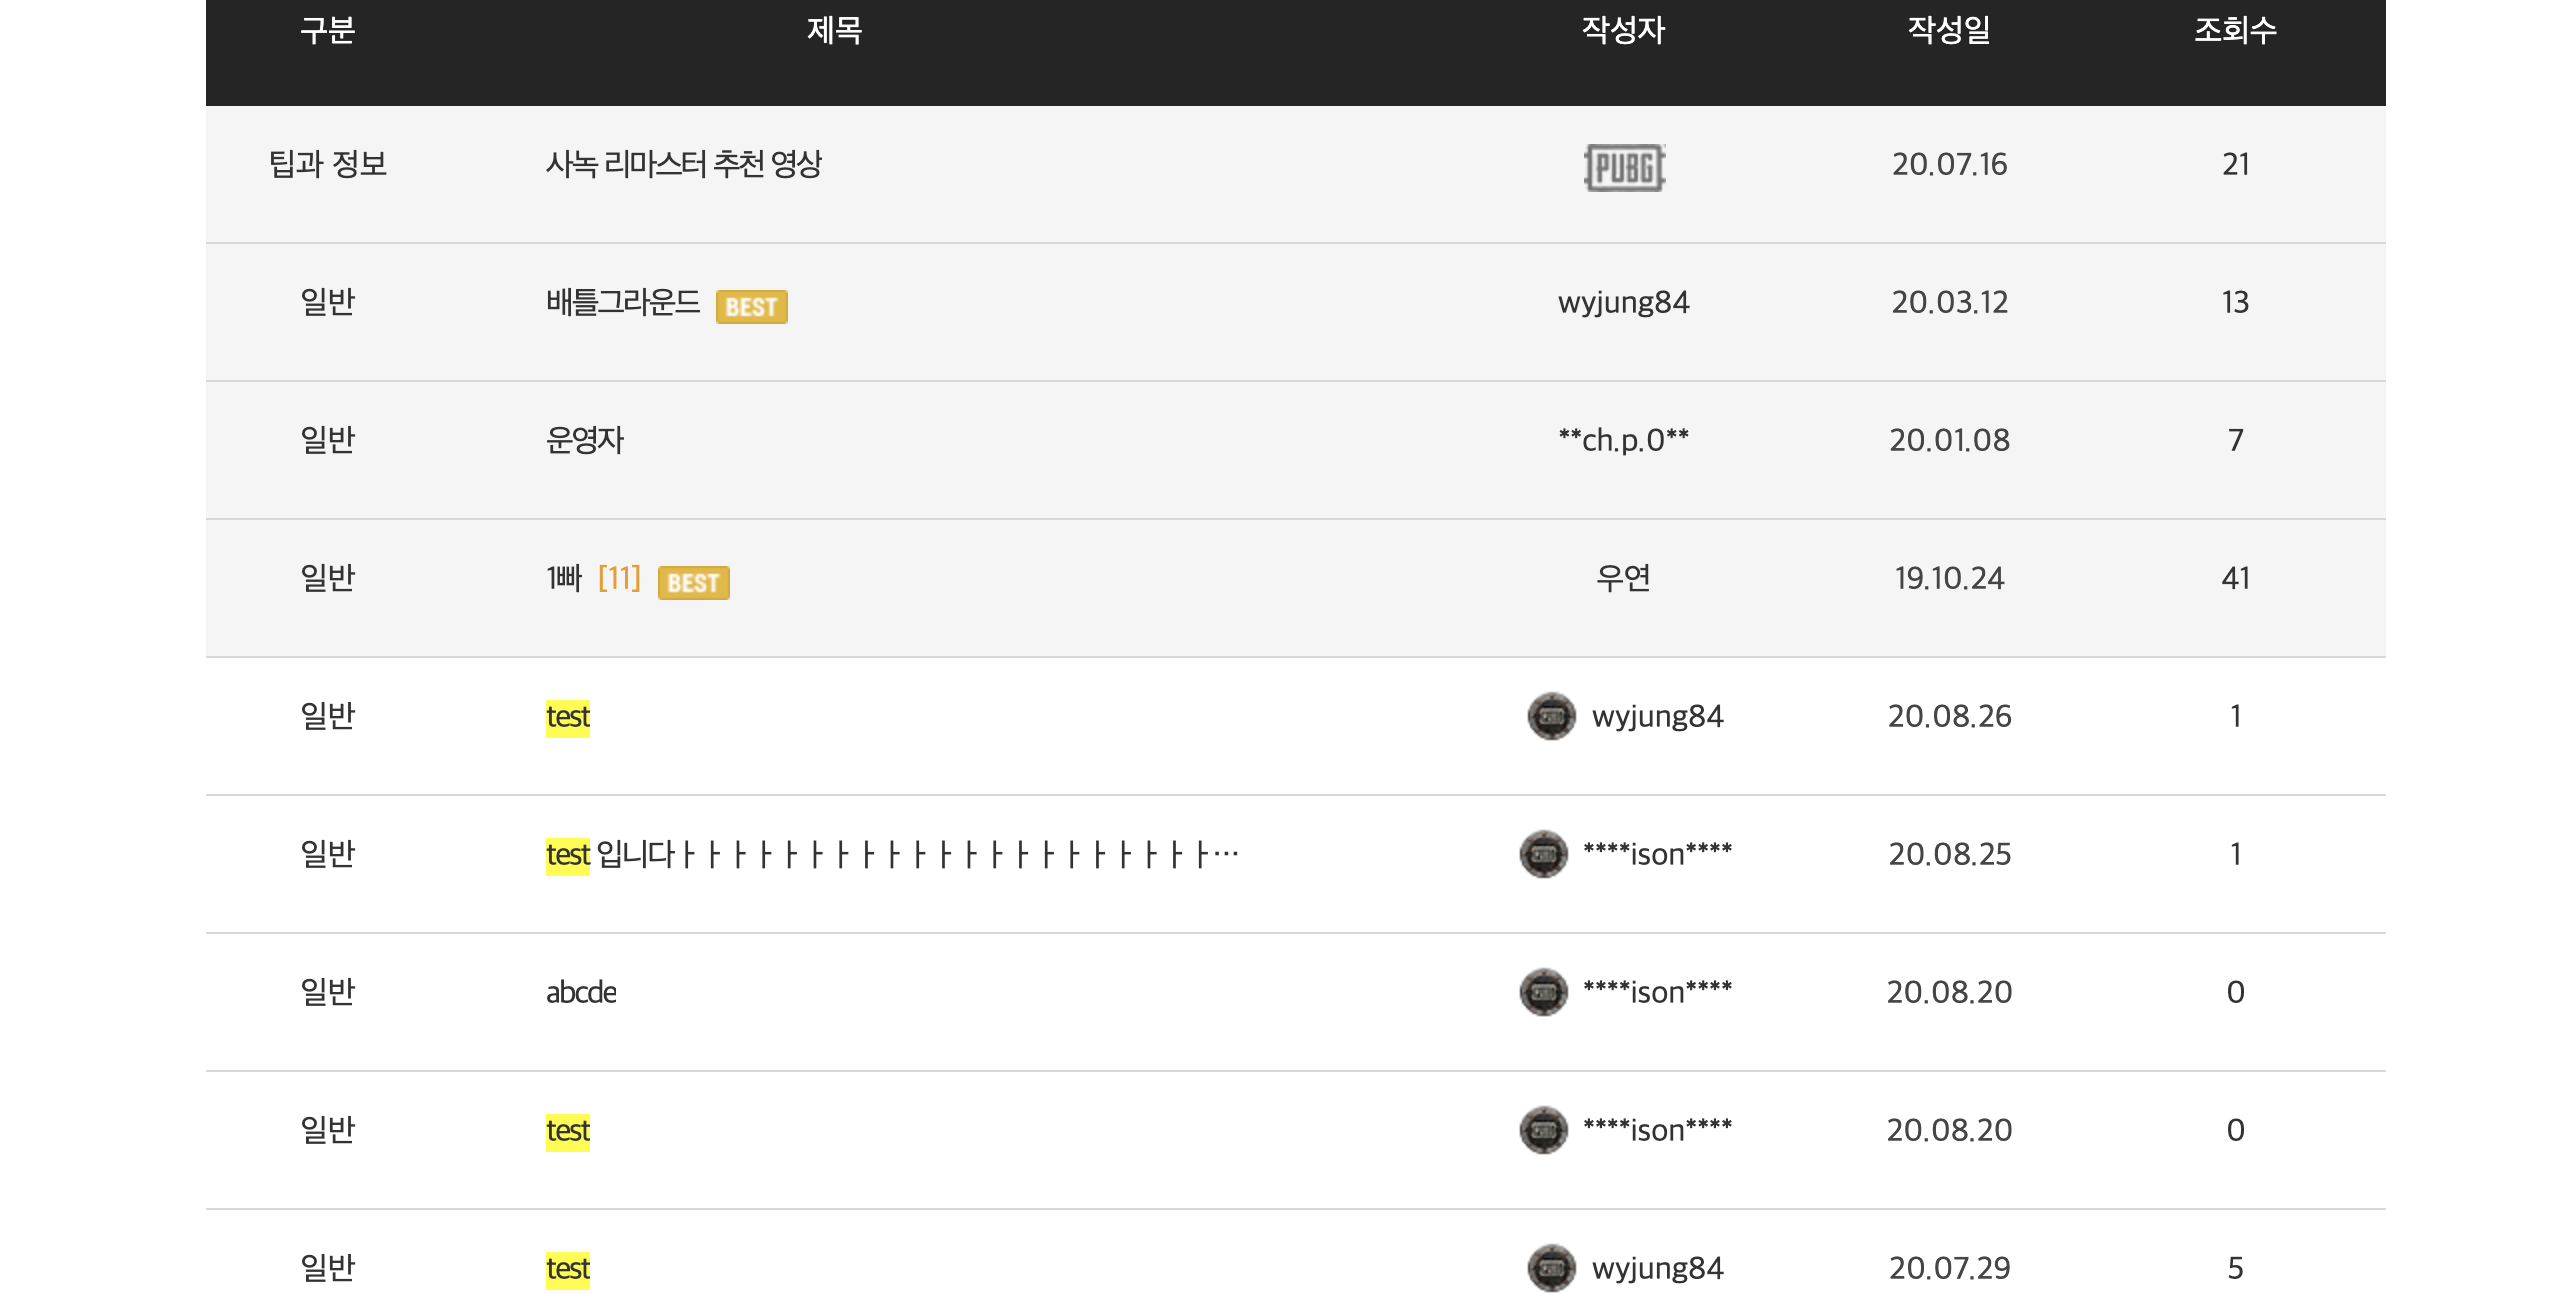 구분 제목 작성자 작성일 조회수
팁과 정보 사녹 리마스터 추천 영상 PUBG 20.07.16 21
일반 배틀그라운드 BEST wyjung84 20.03.12 13
일반 운영자 **ch.p.0** 20.01.08 7
일반 1빠 [11] BEST 우연 19.10.24 41
일반 test wyjung84 20.08.26 1
일반 test 입니다ㅏㅏㅏㅏㅏㅏㅏㅏㅏㅏㅏㅏㅏㅏㅏㅏㅏㅏㅏㅏㅏ… ****ison**** 20.08.25 1
일반 abcde ****ison**** 20.08.20 0
일반 test ****ison**** 20.08.20 0
일반 test wyjung84 20.07.29 5